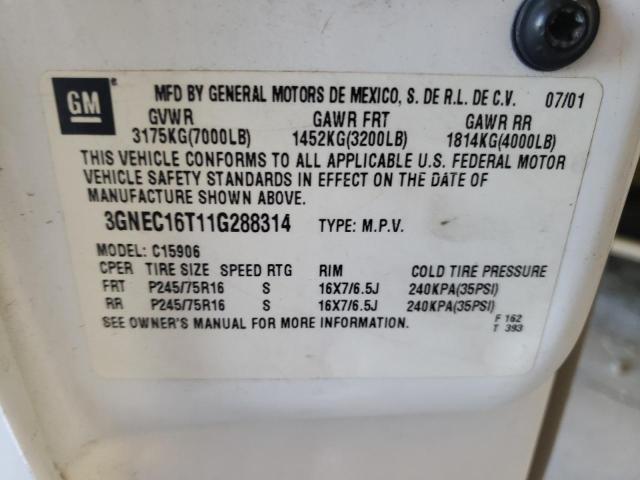 GM
MFD BY GENERAL MOTORS DE MEXICO, S. DE R.L. DE C.V. 07/01
GVWR GAWR FRT GAWR RR
3175KG(7000LB) 1452KG(3200LB) 1814KG(4000LB)
THIS VEHICLE CONFORMS TO ALL APPLICABLE U.S. FEDERAL MOTOR
VEHICLE SAFETY STANDARDS IN EFFECT ON THE DATE OF
MANUFACTURE SHOWN ABOVE.
3GNEC16T11G288314 TYPE: M.P.V.
MODEL: C15906
CPER TIRE SIZE SPEED RTG RIM COLD TIRE PRESSURE
FRT P245/75R16 S 16X7/6.5J 240KPA(35PSI)
RR P245/75R16 S 16X7/6.5J 240KPA(35PSI)
SEE OWNER'S MANUAL FOR MORE INFORMATION. F 162
T 393